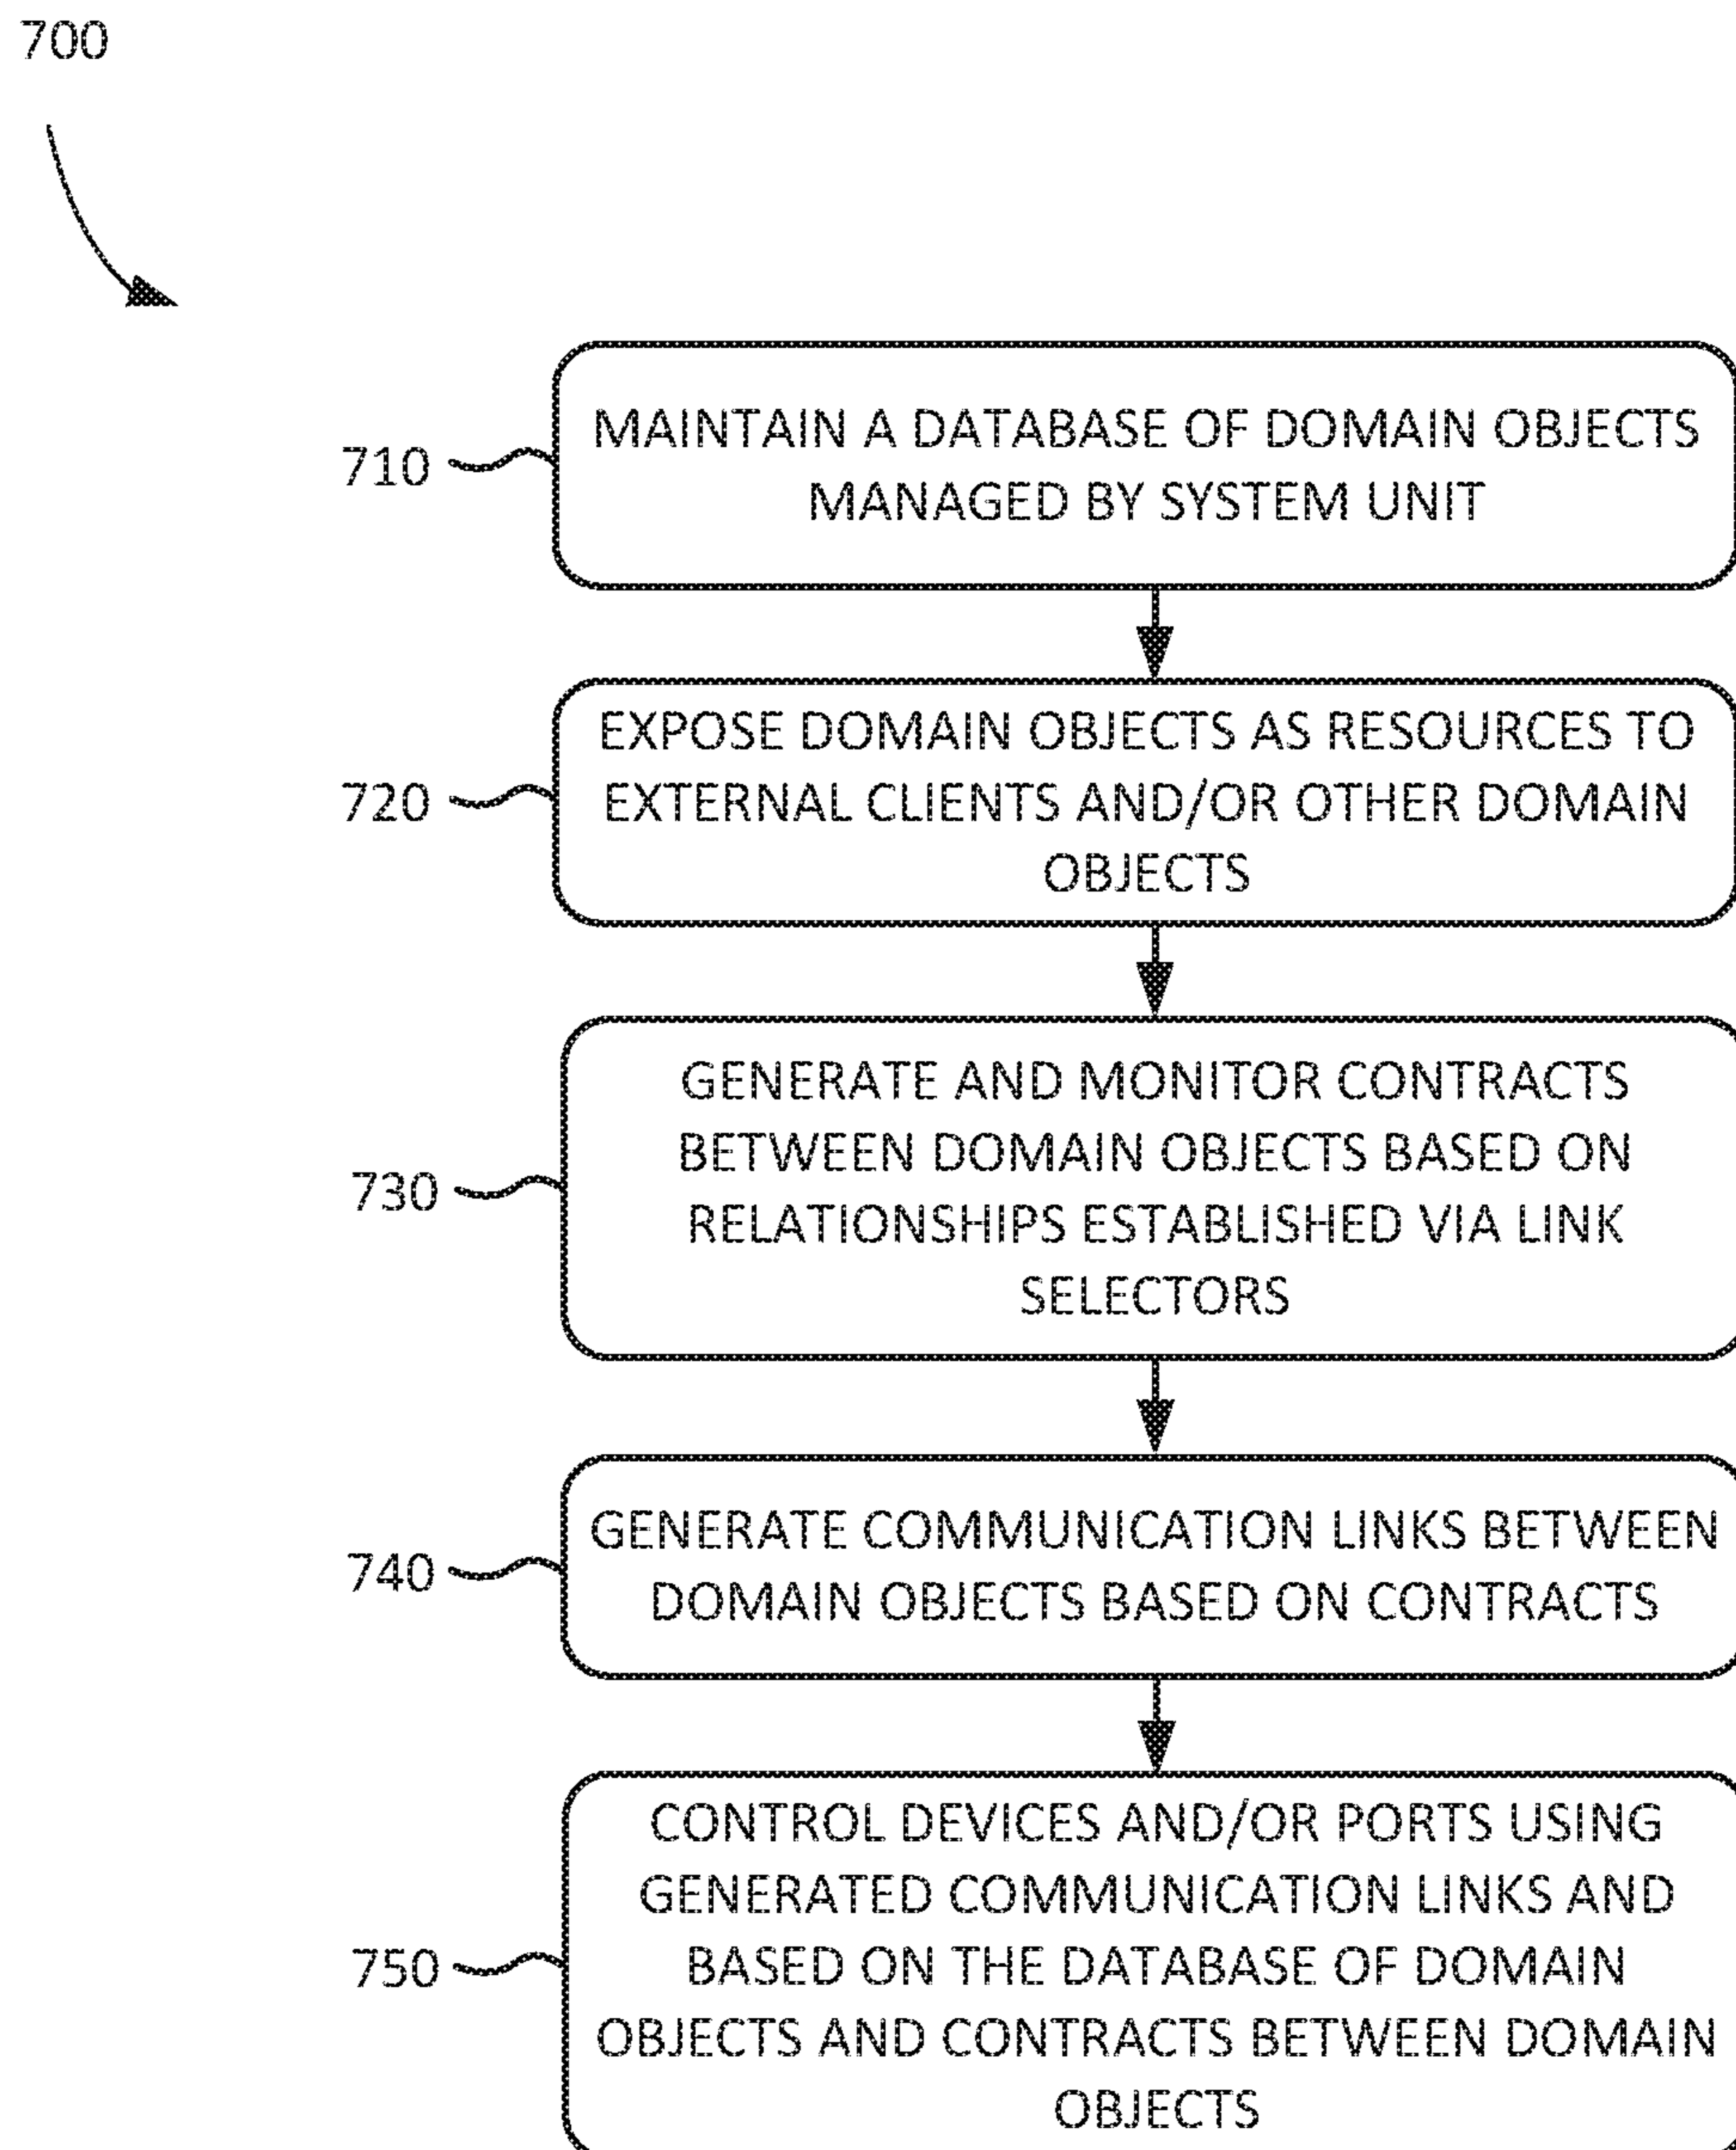 700
710
MAINTAIN A DATABASE OF DOMAIN OBJECTS
MANAGED BY SYSTEM UNIT
720
EXPOSE DOMAIN OBJECTS AS RESOURCES TO
EXTERNAL CLIENTS AND/OR OTHER DOMAIN
OBJECTS
730
GENERATE AND MONITOR CONTRACTS
BETWEEN DOMAIN OBJECTS BASED ON
RELATIONSHIPS ESTABLISHED VIA LINK
SELECTORS
740
GENERATE COMMUNICATION LINKS BETWEEN
DOMAIN OBJECTS BASED ON CONTRACTS
750
CONTROL DEVICES AND/OR PORTS USING
GENERATED COMMUNICATION LINKS AND
BASED ON THE DATABASE OF DOMAIN
OBJECTS AND CONTRACTS BETWEEN DOMAIN
OBJECTS